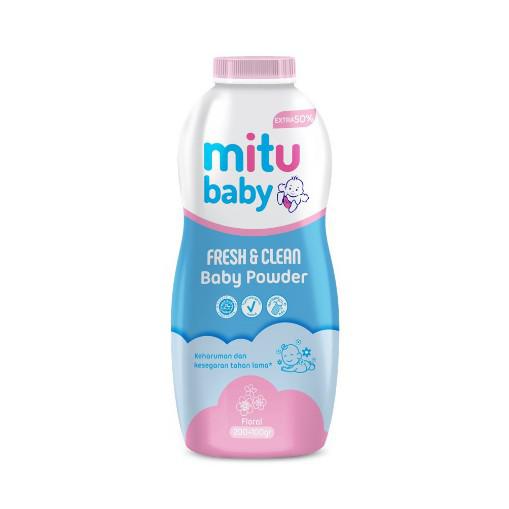 EXTRA50%
mitu
baby
FRESH & CLEAN
Baby Powder
Keharuman dan
kesegaran tahan lama*
Floral
200+100gr